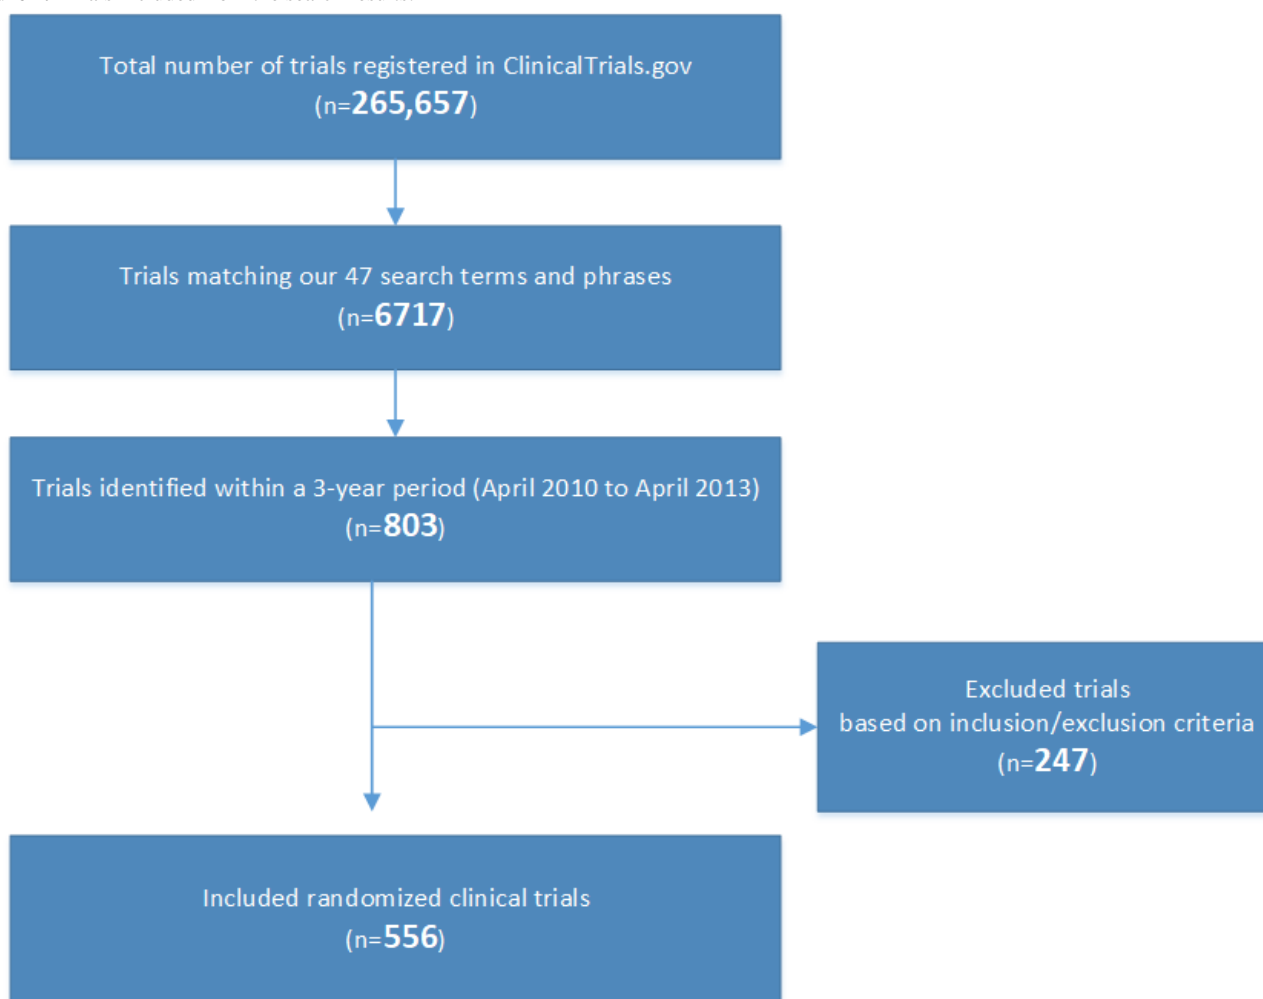 Total number of trials registered in ClinicalTrials.gov
(n=265,657)
Trials matching our 47 search terms and phrases
(n=6717)
Trials identified within a 3-year period (April 2010 to April 2013)
(n=803)
Excluded trials
based on inclusion/exclusion criteria
(n=247)
Included randomized clinical trials
(n=556)